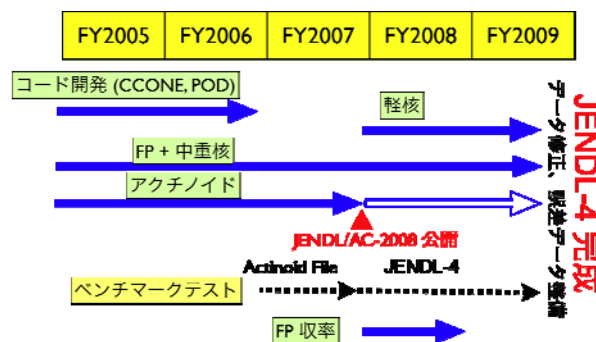 FY2005 FY2006 FY2007 FY2008 FY2009
コード開発 (CCONE, POD)
軽核
FP + 中重核
アクチノイド
JENDL/AC-2008 公開
Actinoid File JENDL-4
ベンチマークテスト
FP 収率
データ修正、誤差データ整備
JENDL-4 完成